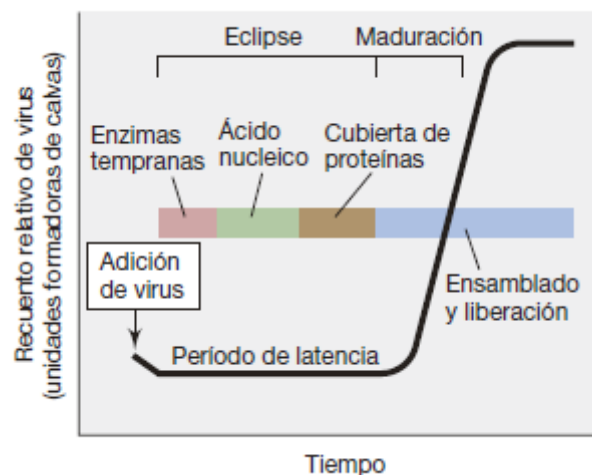 Eclipse
Maduración
Enzimas
tempranas
Ácido
nucleico
Cubierta de
proteínas
Adición
de virus
Ensamblado
y liberación
Período de latencia
Recuento relativo de virus
(unidades formadoras de calvas)
Tiempo